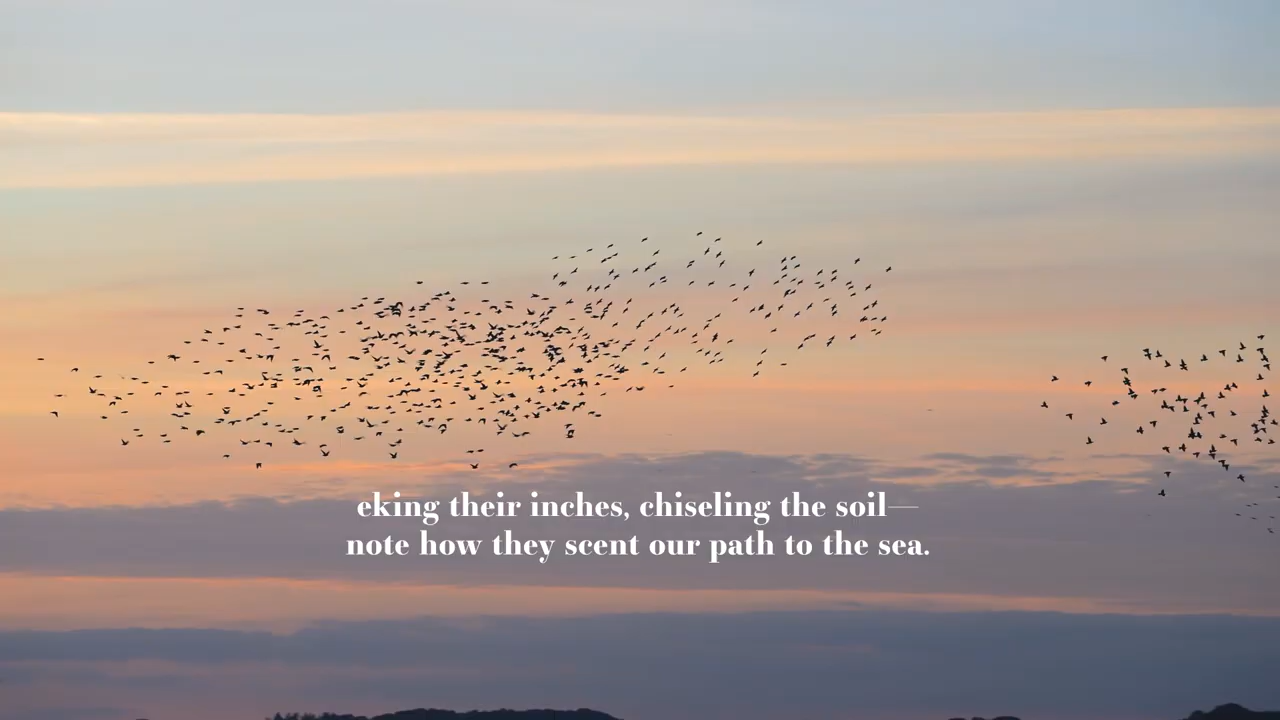 eking their inches, chiseling the soil—
note how they scent our path to the sea.